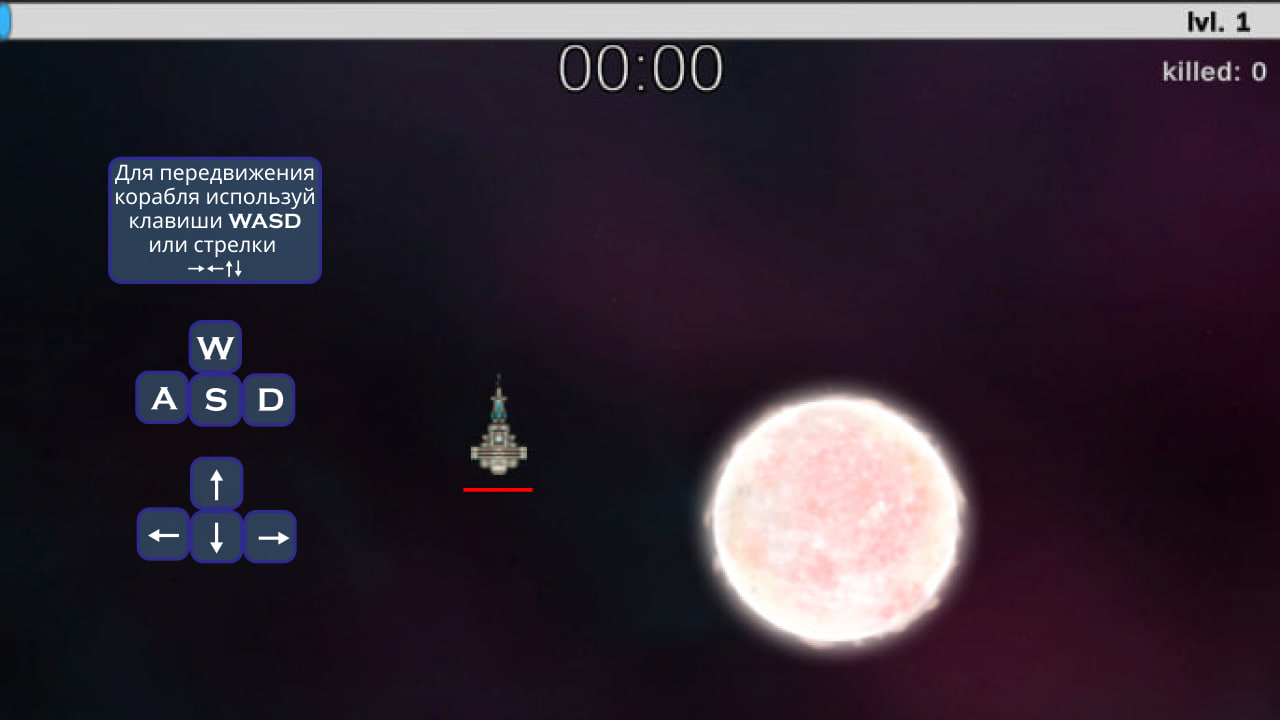 lvl. 1
00:00
killed: 0
Для передвижения
корабля используй
клавиши WASD
или стрелки
→←↑↓
W
A S D
↑
← ↓ →